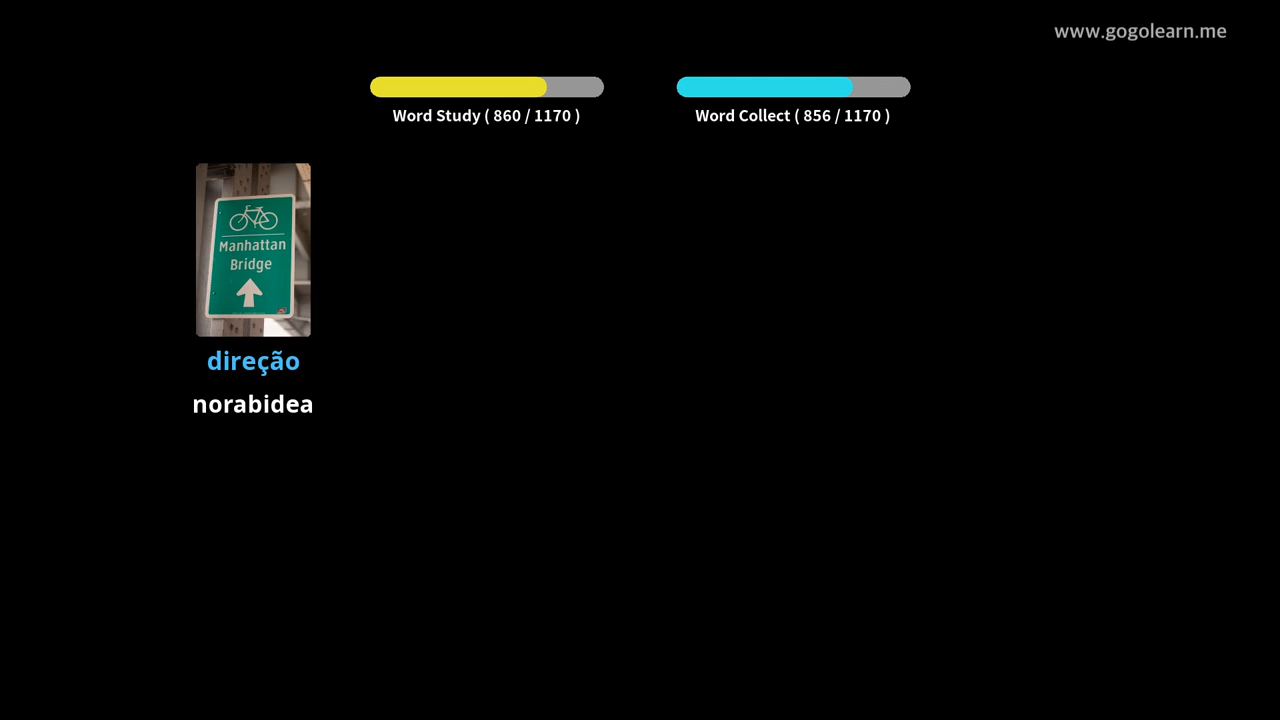 www.gogolearn.me
Word Study ( 860 / 1170 )
Word Collect ( 856 / 1170 )
Manhattan
Bridge
direção
norabidea